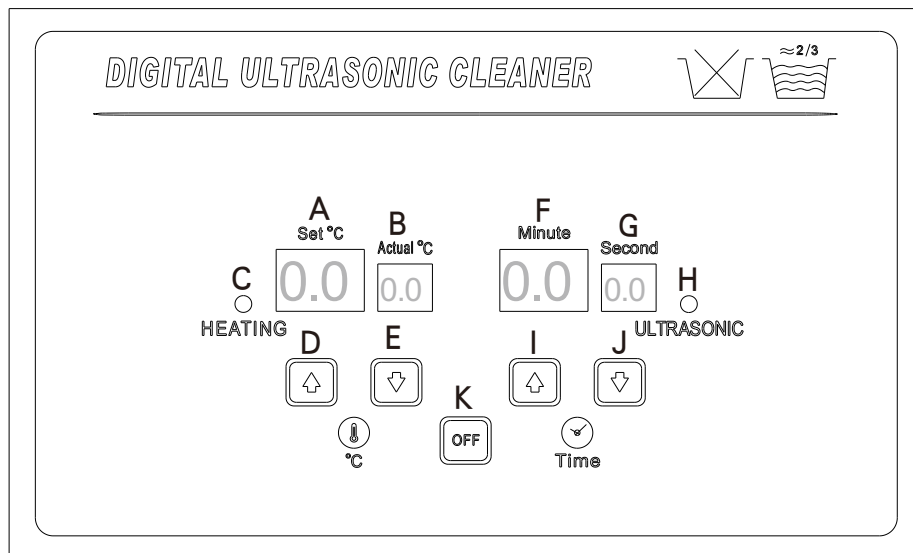 DIGITAL ULTRASONIC CLEANER
≈2/3
A
Set °C
B
Actual °C
F
Minute
G
Second
C
0.0
0.0
0.0
0.0
H
HEATING
ULTRASONIC
D
E
I
J
K
OFF
°C
Time